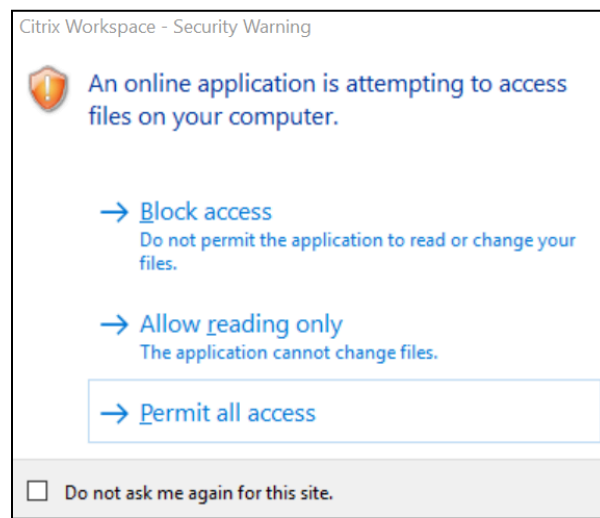 Citrix Workspace - Security Warning
An online application is attempting to access
files on your computer.
Block access
Do not permit the application to read or change your
files.
Allow reading only
The application cannot change files.
Permit all access
Do not ask me again for this site.